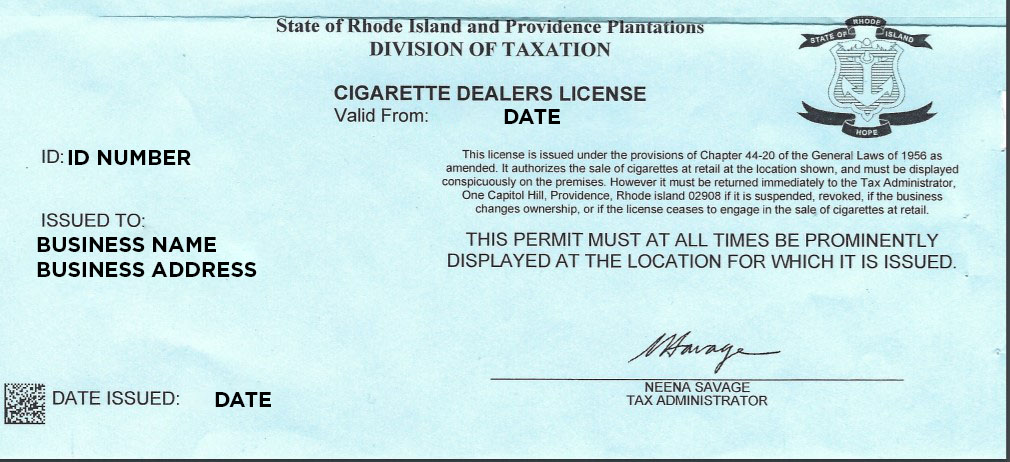 State of Rhode Island and Providence Plantations
DIVISION OF TAXATION
STATE OF RHODE ISLAND
HOPE
CIGARETTE DEALERS LICENSE
Valid From: DATE
ID: ID NUMBER
This license is issued under the provisions of Chapter 44-20 of the General Laws of 1956 as
amended. It authorizes the sale of cigarettes at retail at the location shown, and must be displayed
conspicuously on the premises. However it must be returned immediately to the Tax Administrator,
One Capitol Hill, Providence, Rhode island 02908 if it is suspended, revoked, if the business
changes ownership, or if the license ceases to engage in the sale of cigarettes at retail.
ISSUED TO:
BUSINESS NAME
BUSINESS ADDRESS
THIS PERMIT MUST AT ALL TIMES BE PROMINENTLY
DISPLAYED AT THE LOCATION FOR WHICH IT IS ISSUED.
NSavage
NEENA SAVAGE
TAX ADMINISTRATOR
DATE ISSUED: DATE